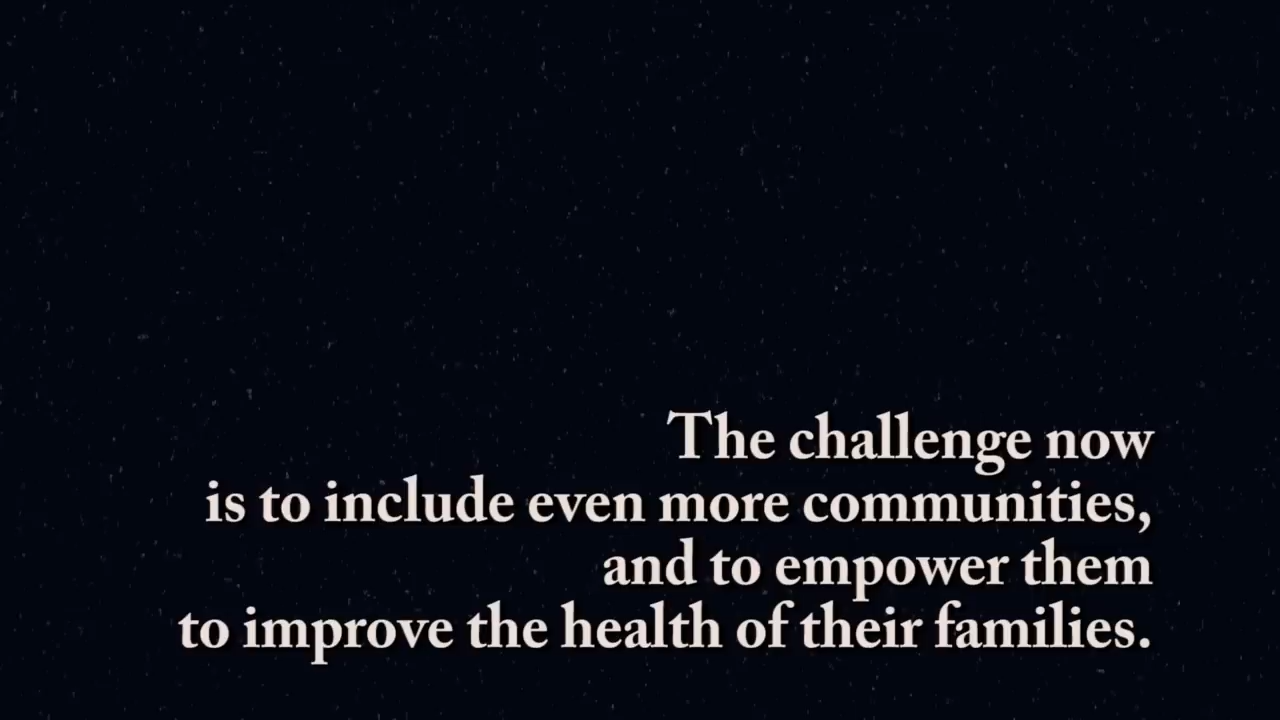 The challenge now
is to include even more communities,
and to empower them
to improve the health of their families.